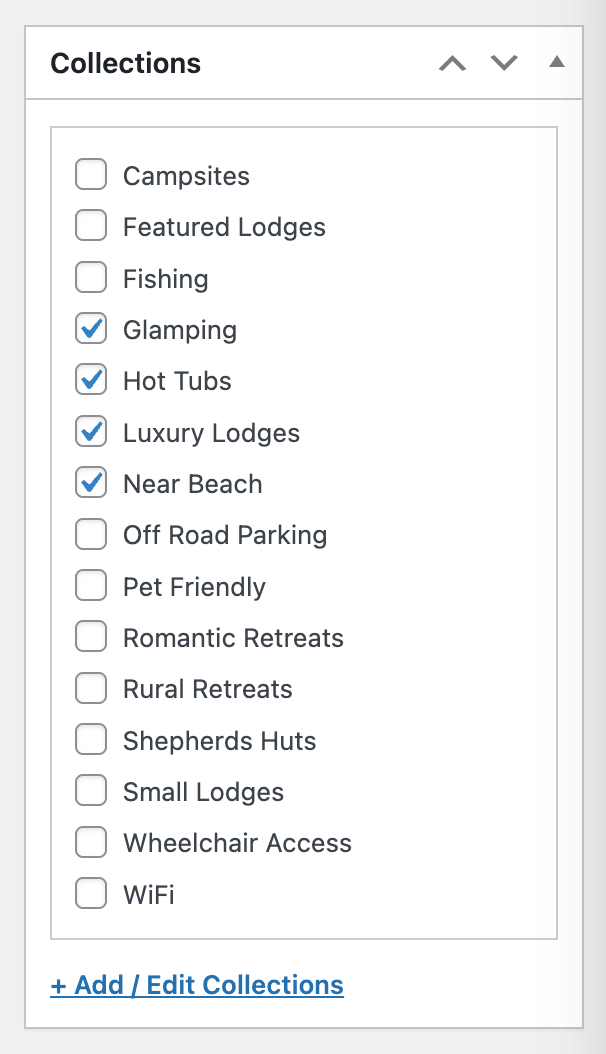 Collections
Campsites
Featured Lodges
Fishing
Glamping
Hot Tubs
Luxury Lodges
Near Beach
Off Road Parking
Pet Friendly
Romantic Retreats
Rural Retreats
Shepherds Huts
Small Lodges
Wheelchair Access
WiFi
+ Add / Edit Collections